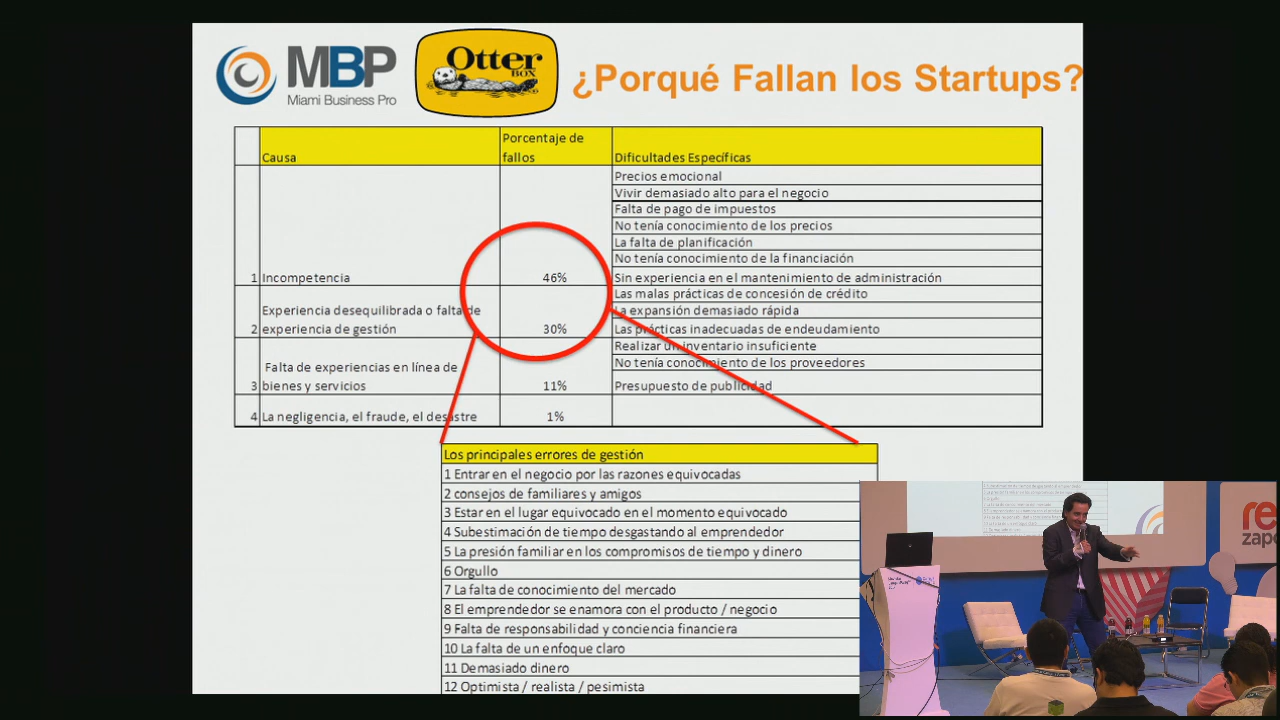 MBP
Miami Business Pro
Otter
BOX
¿Porqué Fallan los Startups?
Causa
Porcentaje de
fallos
Dificultades Específicas
Precios emocional
Vivir demasiado alto para el negocio
Falta de pago de impuestos
No tenía conocimiento de los precios
La falta de planificación
No tenía conocimiento de la financiación
1 Incompetencia 46% Sin experiencia en el mantenimiento de administración
Las malas prácticas de concesión de crédito
Experiencia desequilibrada o falta de La expansión demasiado rápida
2 experiencia de gestión 30% Las prácticas inadecuadas de endeudamiento
Realizar un inventario insuficiente
Falta de experiencias en línea de No tenía conocimiento de los proveedores
3 bienes y servicios 11% Presupuesto de publicidad
4 La negligencia, el fraude, el desastre 1%
Los principales errores de gestión
1 Entrar en el negocio por las razones equivocadas
2 consejos de familiares y amigos
3 Estar en el lugar equivocado en el momento equivocado
4 Subestimación de tiempo desgastando al emprendedor
5 La presión familiar en los compromisos de tiempo y dinero
6 Orgullo
7 La falta de conocimiento del mercado
8 El emprendedor se enamora con el producto / negocio
9 Falta de responsabilidad y conciencia financiera
10 La falta de un enfoque claro
11 Demasiado dinero
12 Optimista / realista / pesimista